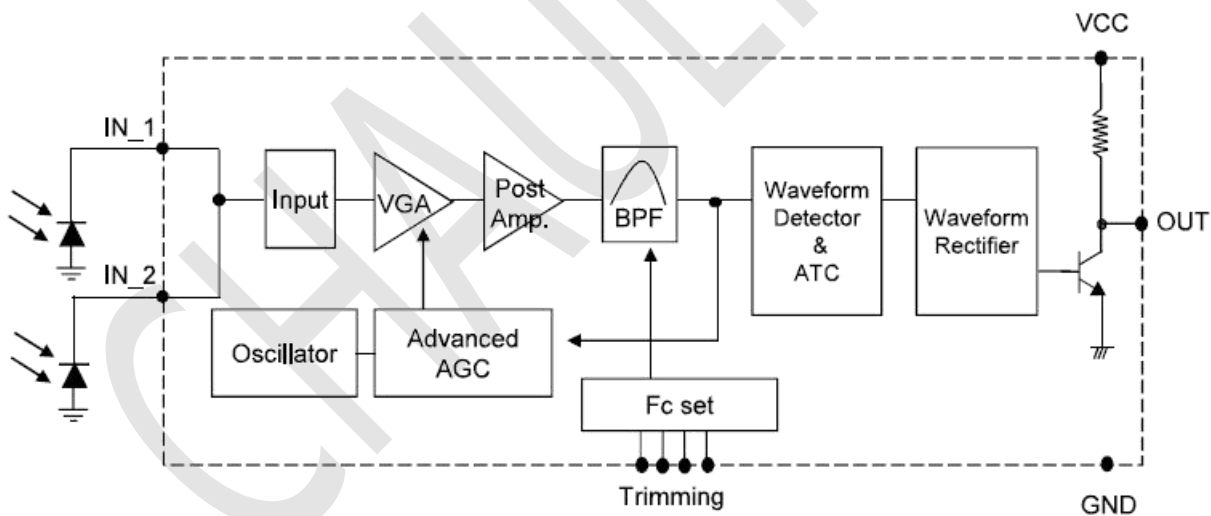 VCC
IN_1
Input
VGA
Post
Amp.
BPF
Waveform
Detector
&
ATC
Waveform
Rectifier
OUT
IN_2
Oscillator
Advanced
AGC
Fc set
Trimming
GND